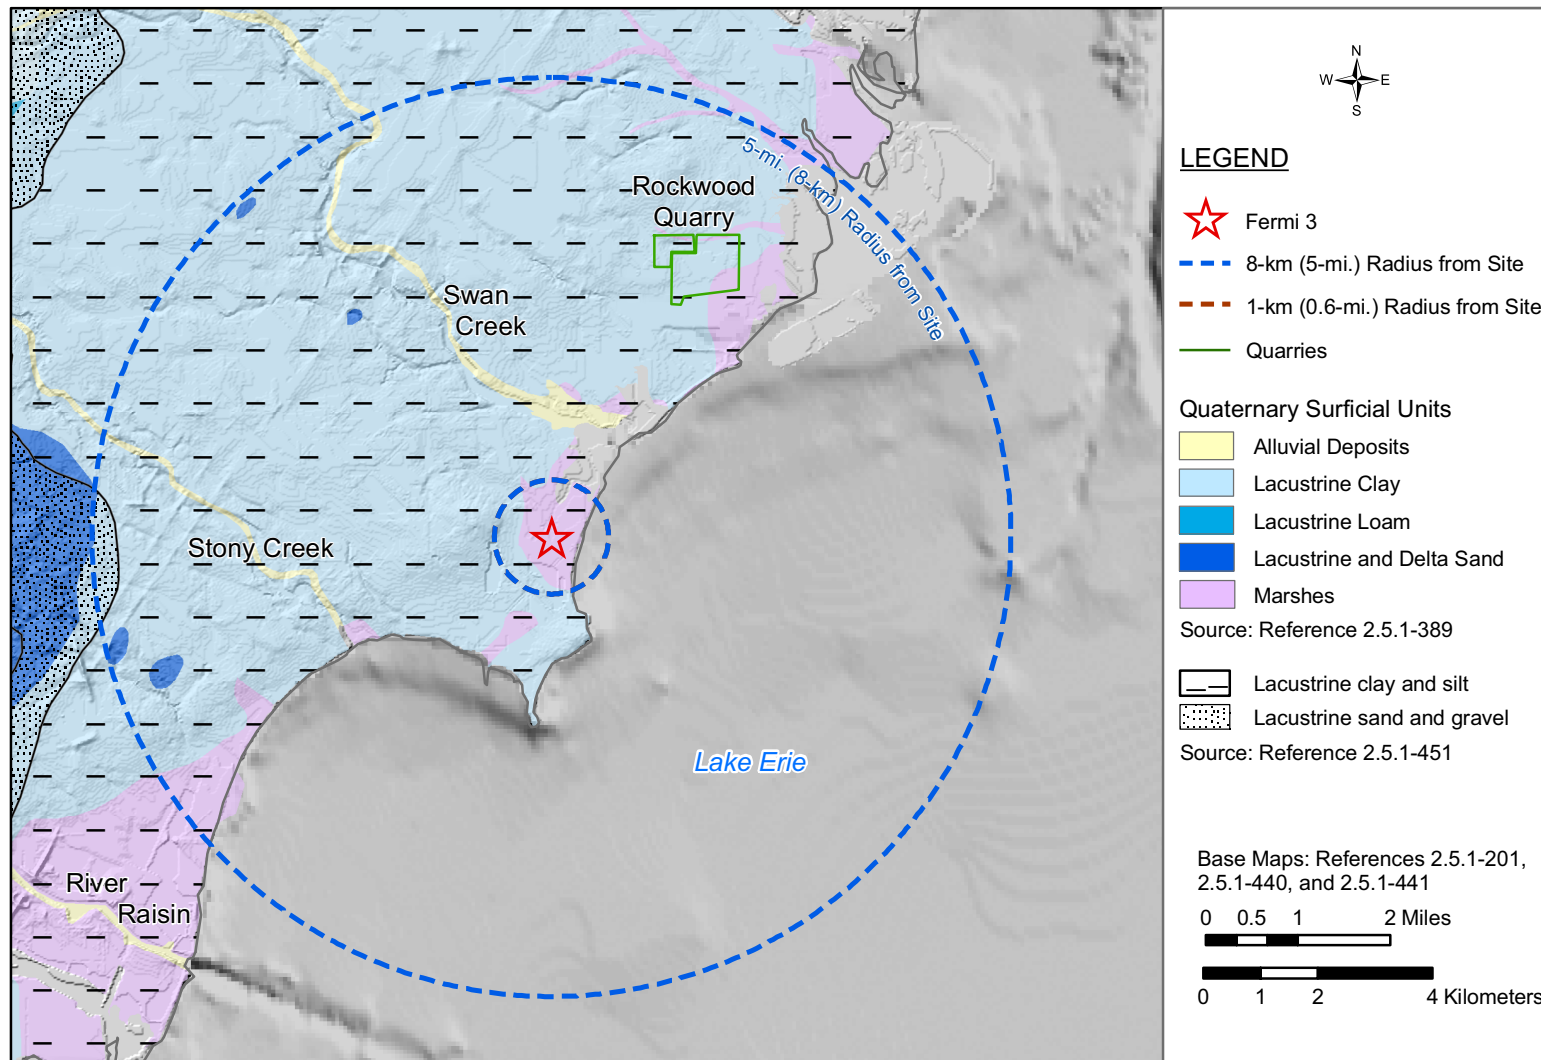 Rockwood
Quarry
5-mi. (8-km) Radius from Site
Swan
Creek
Stony Creek
Lake Erie
River
Raisin
N
W E
S
LEGEND
Fermi 3
8-km (5-mi.) Radius from Site
1-km (0.6-mi.) Radius from Site
Quarries
Quaternary Surficial Units
Alluvial Deposits
Lacustrine Clay
Lacustrine Loam
Lacustrine and Delta Sand
Marshes
Source: Reference 2.5.1-389
Lacustrine clay and silt
Lacustrine sand and gravel
Source: Reference 2.5.1-451
Base Maps: References 2.5.1-201,
2.5.1-440, and 2.5.1-441
0 0.5 1 2 Miles
0 1 2 4 Kilometers